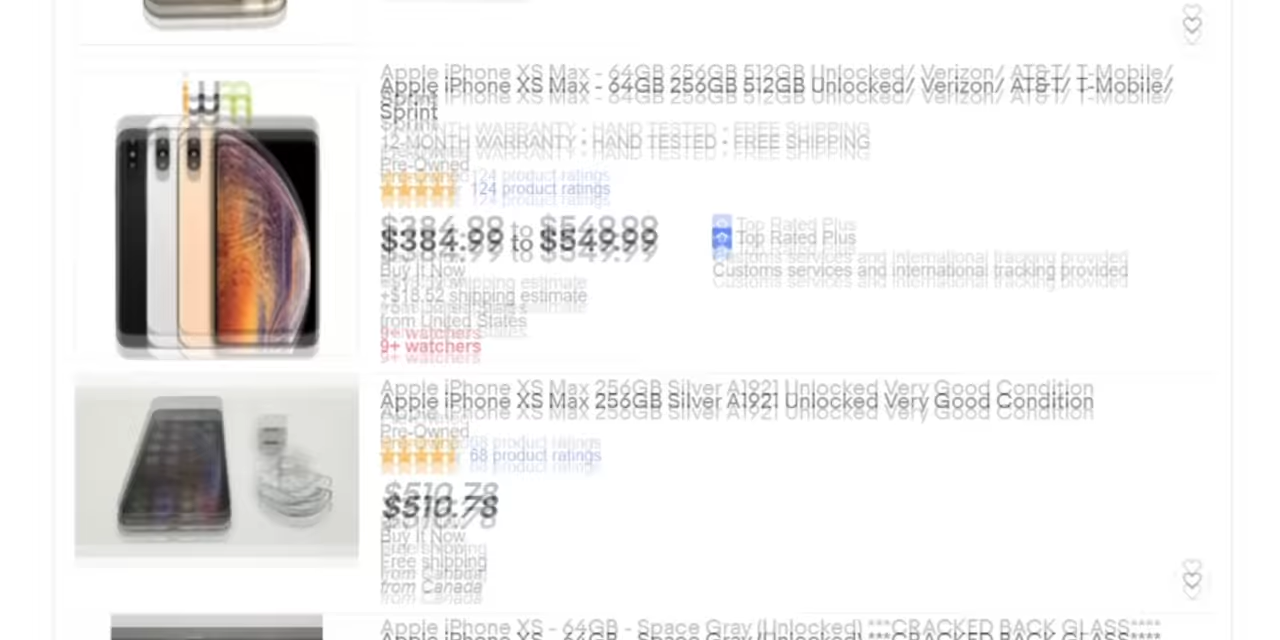 Apple iPhone XS Max - 64GB 256GB 512GB Unlocked/ Verizon/ AT&T/ T-Mobile/
Sprint
12-MONTH WARRANTY • HAND TESTED • FREE SHIPPING
Pre-Owned
124 product ratings
$384.99 to $549.99
Top Rated Plus
Buy It Now
Customs services and international tracking provided
+$18.52 shipping estimate
from United States
9+ watchers
Apple iPhone XS Max 256GB Silver A1921 Unlocked Very Good Condition
Pre-Owned
68 product ratings
$510.78
Buy It Now
Free shipping
from Canada
Apple iPhone XS - 64GB - Space Gray (Unlocked) ***CRACKED BACK GLASS****